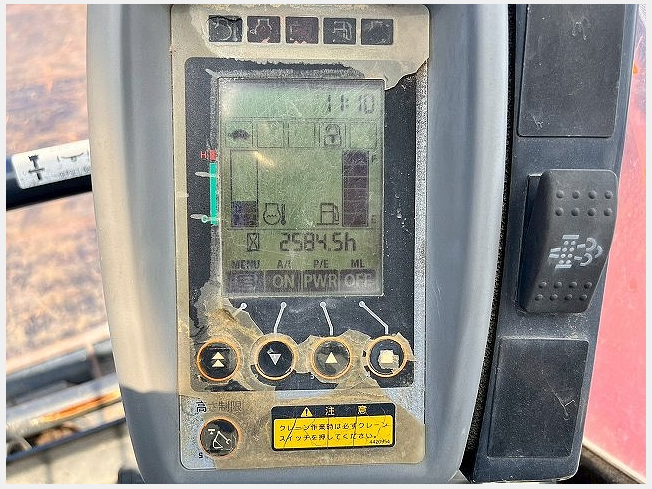 11:10
H
F
E
2584.5h
MENU A/I P/E ML
ON PWR OFF
高さ制限
⚠ 注 意
クレーン作業時は必ずクレーン
スイッチを押してください。
4420954